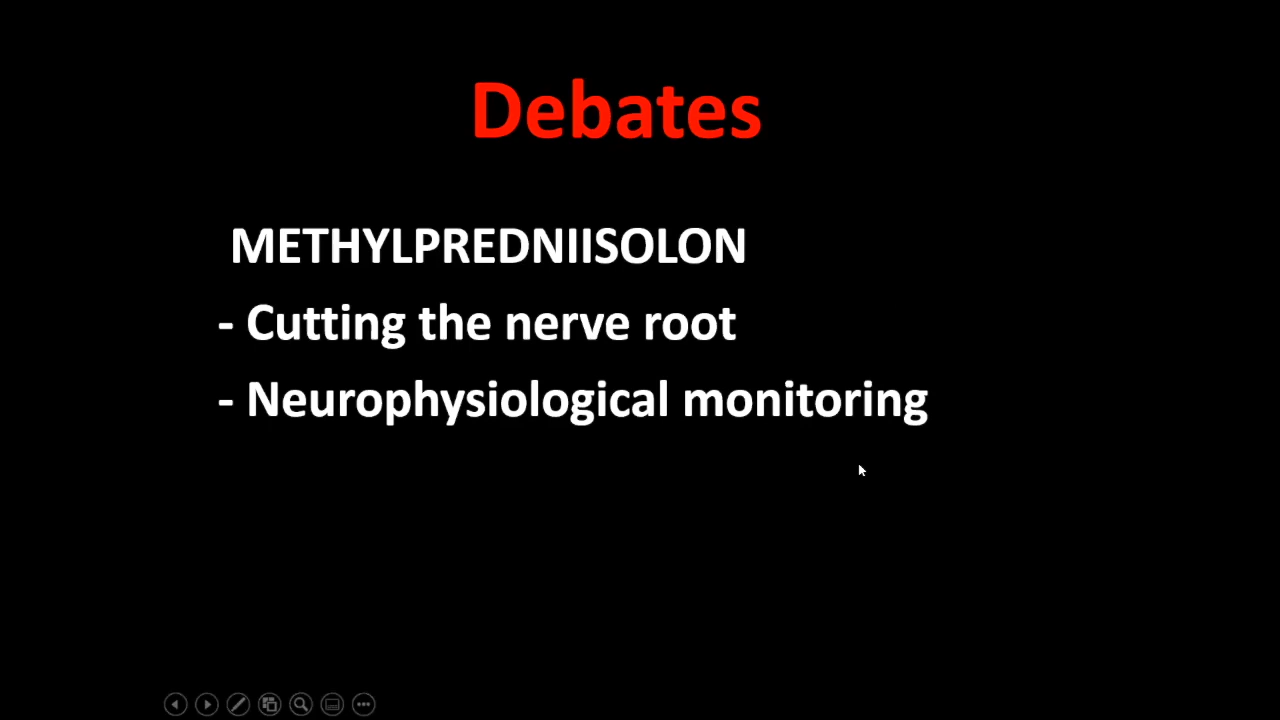 Debates
METHYLPREDNIISOLON
- Cutting the nerve root
- Neurophysiological monitoring